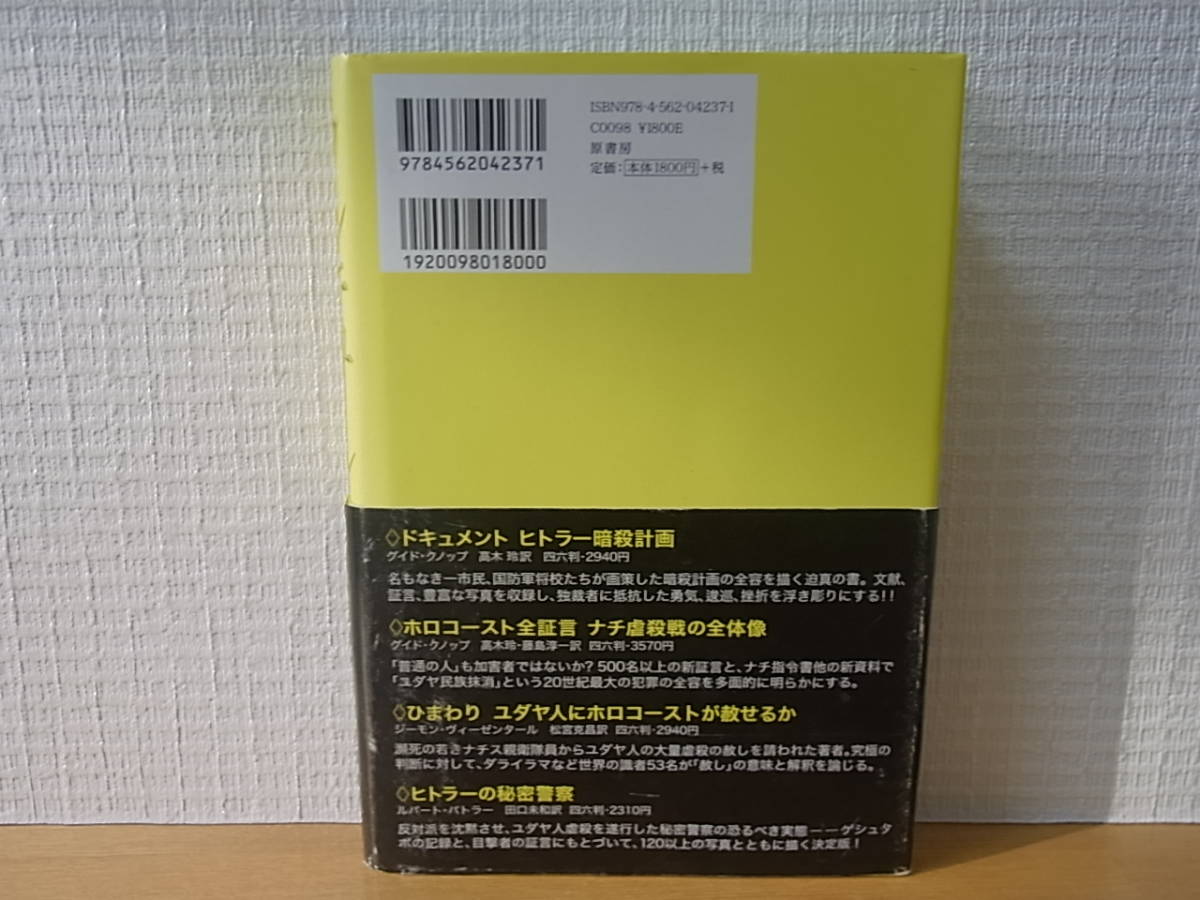 ISBN978-4-562-04237-1
C0098 ¥1800E
原書房
定価:本体1800円+税
9784562042371
1920098018000
◇ドキュメント ヒトラー暗殺計画
グイド・クノップ 高木 玲訳 四六判・2940円
名もなき一市民、国防軍将校たちが画策した暗殺計画の全容を描く迫真の書。文献、
証言、豊富な写真を収録し、独裁者に抵抗した勇気、逡巡、挫折を浮き彫りにする!!
◇ホロコースト全証言 ナチ虐殺戦の全体像
グイド・クノップ 高木玲・藤島淳一訳 四六判・3570円
「普通の人」も加害者ではないか?500名以上の新証言と、ナチ指令書他の新資料で
「ユダヤ民族抹消」という20世紀最大の犯罪の全容を多面的に明らかにする。
◇ひまわり ユダヤ人にホロコーストが赦せるか
ジーモン・ヴィーゼンタール 松宮克昌訳 四六判・2940円
瀕死の若きナチス親衛隊員からユダヤ人の大量虐殺の赦しを請われた著者。究極の
判断に対して、ダライラマなど世界の識者53名が「赦し」の意味と解釈を論じる。
◇ヒトラーの秘密警察
ルパート・バトラー 田口未和訳 四六判・2310円
反対派を沈黙させ、ユダヤ人虐殺を遂行した秘密警察の恐るべき実態――ゲシュタ
ポの記録と、目撃者の証言にもとづいて、120以上の写真とともに描く決定版!